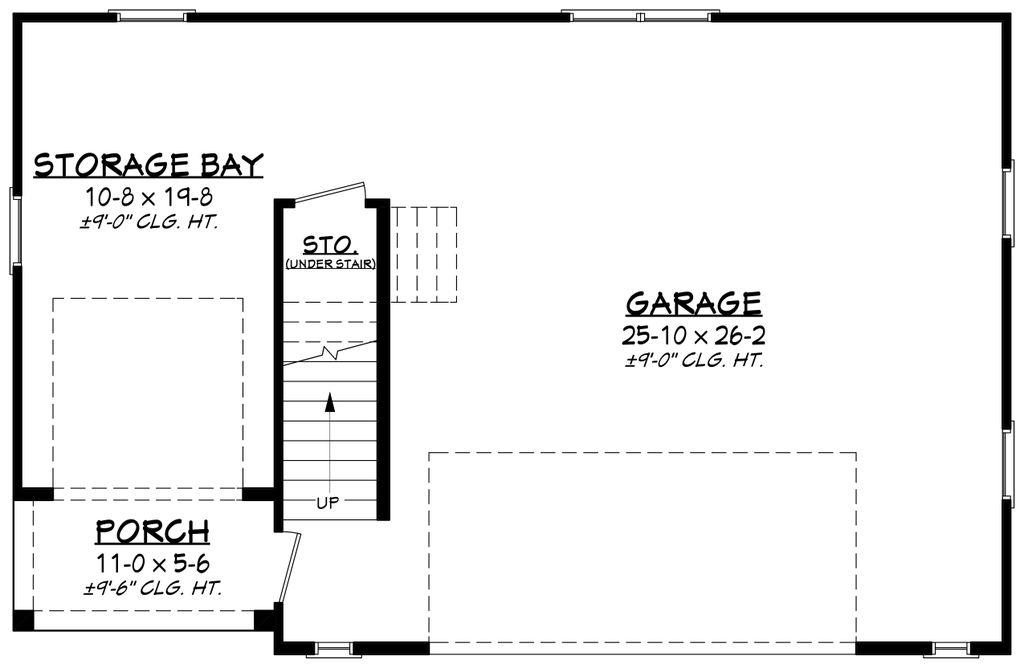 STORAGE BAY
10-8 x 19-8
±9'-0" CLG. HT.
STO.
(UNDER STAIR)
GARAGE
25-10 x 26-2
±9'-0" CLG. HT.
UP
PORCH
11-0 x 5-6
±9'-6" CLG. HT.